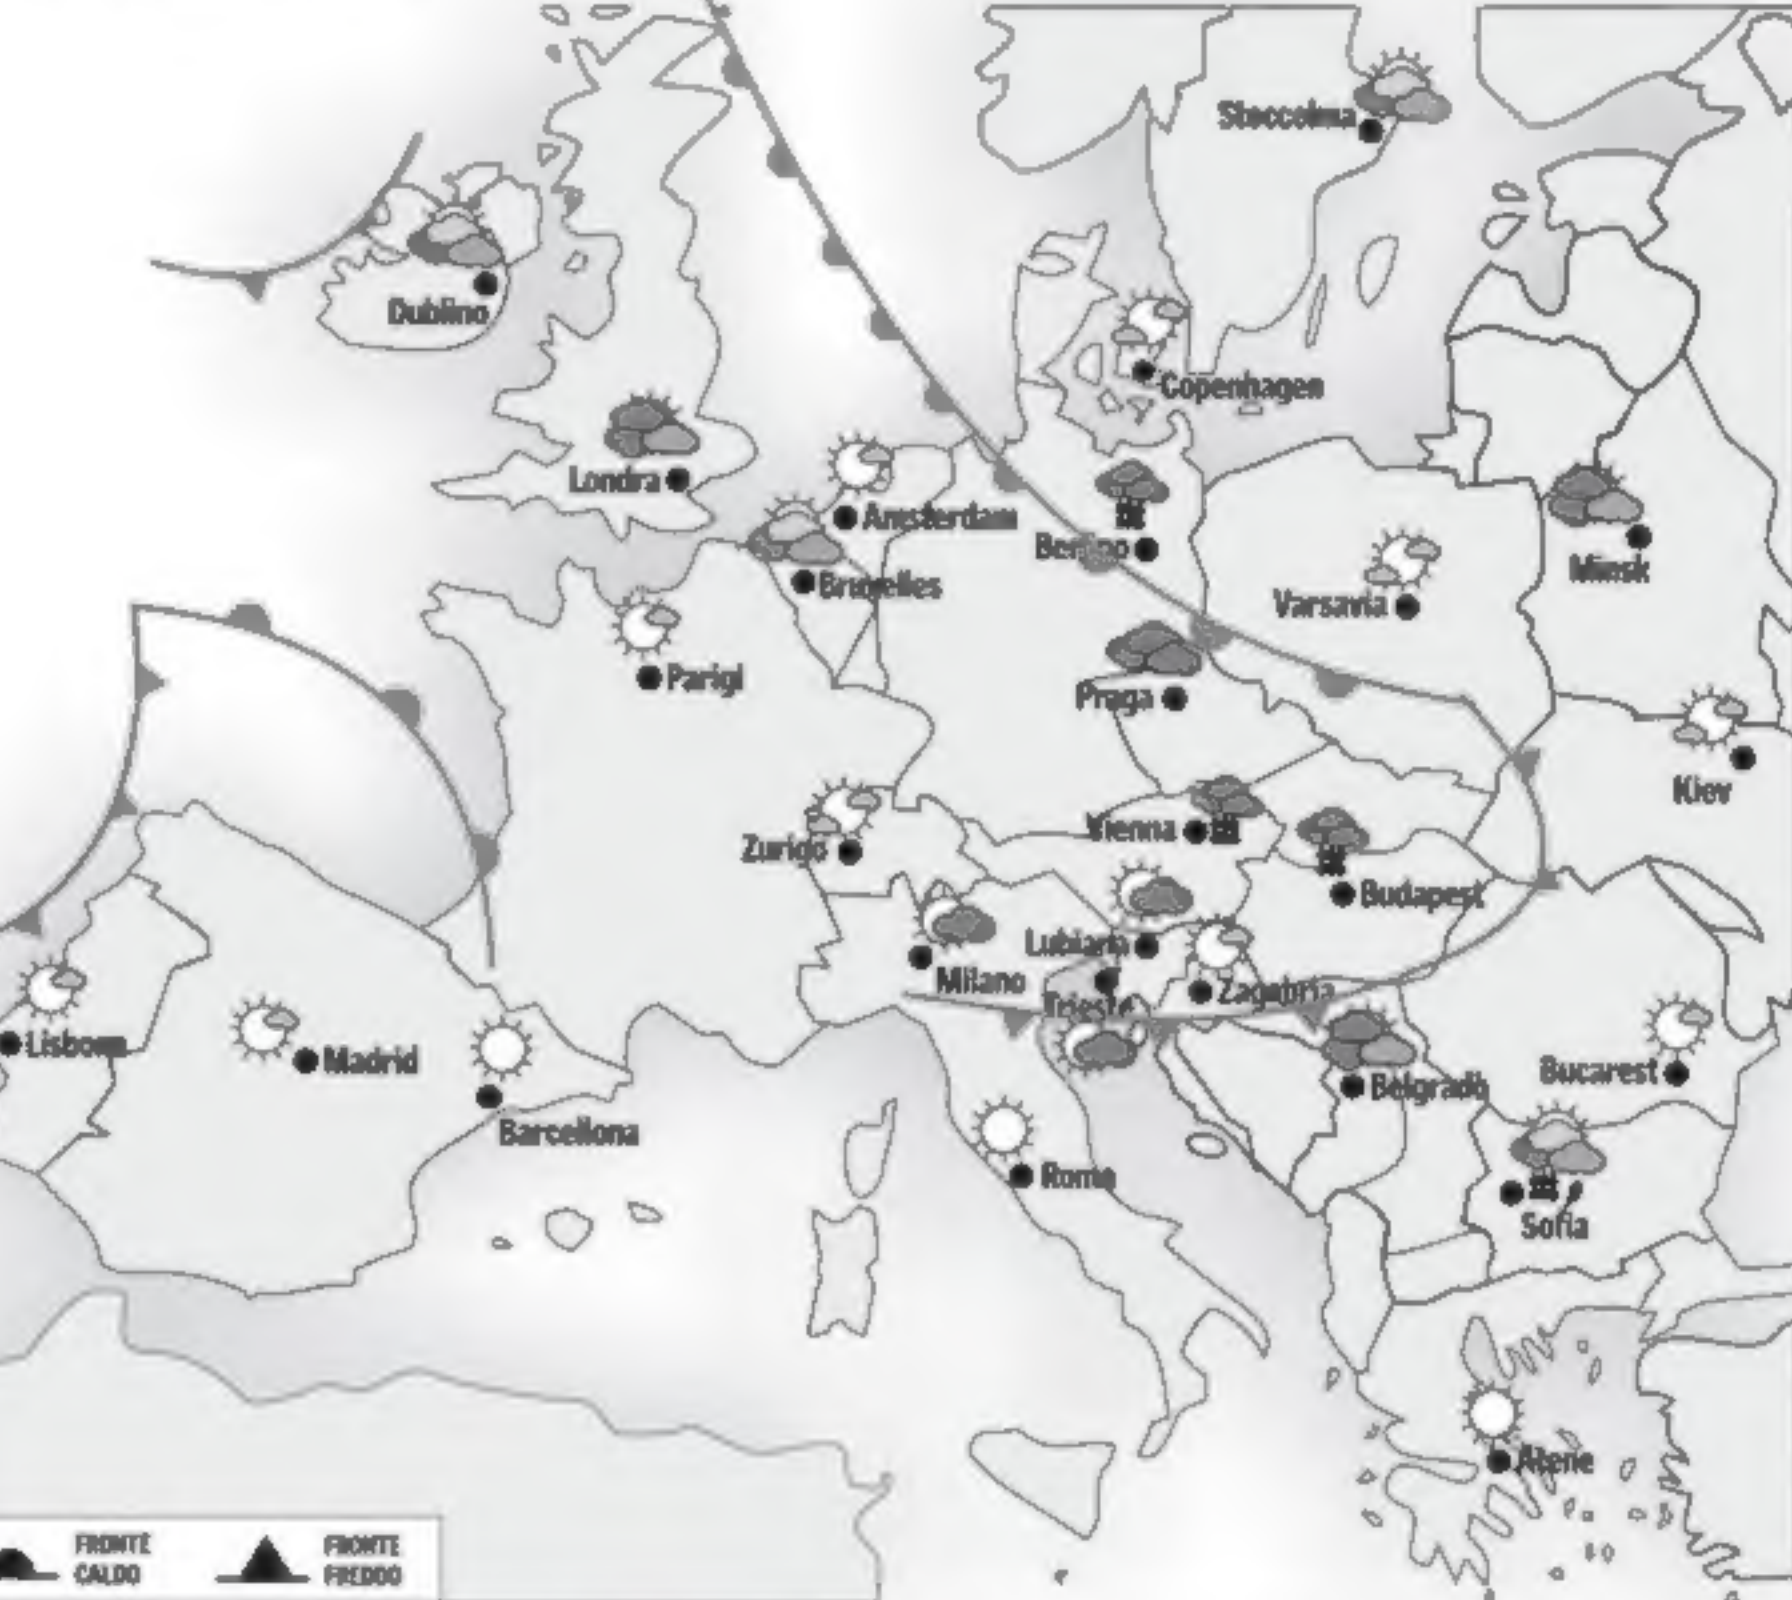 Stoccolma
Dublino
Copenhagen
Londra
Amsterdam
Berlino
Bruxelles
Minsk
Varsavia
Parigi
Praga
Kiev
Vienna
Zurigo
Budapest
Lubiana
Milano
Zagabria
Trieste
Lisbona
Madrid
Bucarest
Belgrado
Barcellona
Roma
Sofia
Atene
FRONTE
CALDO
FRONTE
FREDDO